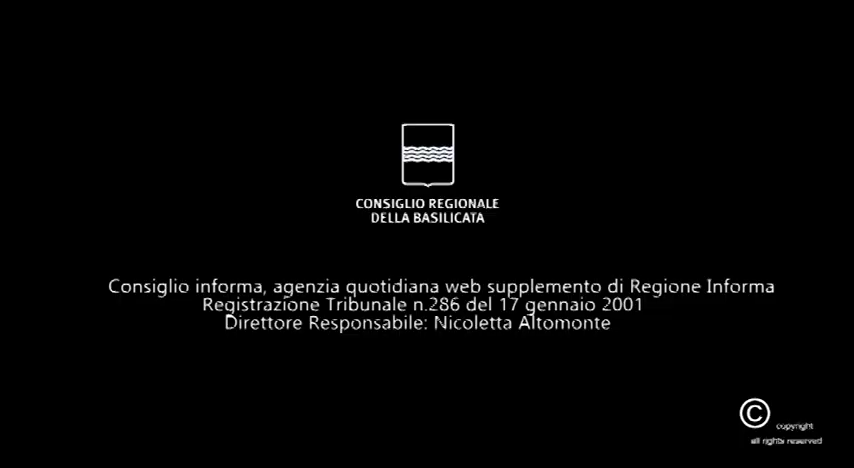 CONSIGLIO REGIONALE
DELLA BASILICATA
Consiglio informa, agenzia quotidiana web supplemento di Regione Informa
Registrazione Tribunale n.286 del 17 gennaio 2001
Direttore Responsabile: Nicoletta Altomonte
© copyright
all rights reserved